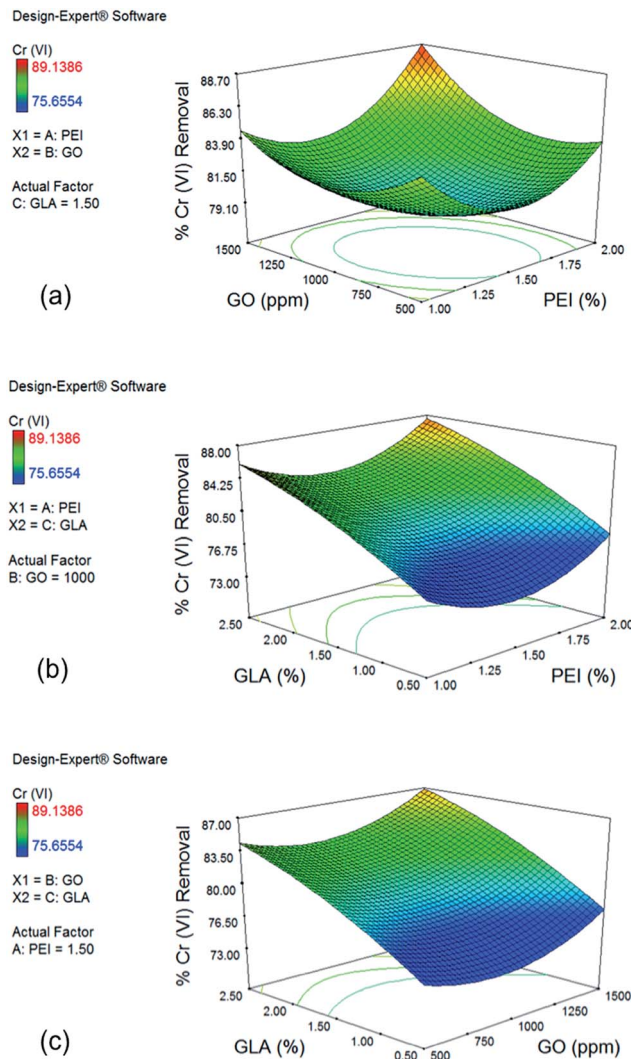 Design-Expert® Software
Cr (VI)
89.1386
75.6554
X1 = A: PEI
X2 = B: GO
Actual Factor
C: GLA = 1.50
(a)
% Cr (VI) Removal
88.70
86.30
83.90
81.50
79.10
1500
1250
1000
750
500
GO (ppm)
1.00
1.25
1.50
1.75
2.00
PEI (%)
Design-Expert® Software
Cr (VI)
89.1386
75.6554
X1 = A: PEI
X2 = C: GLA
Actual Factor
B: GO = 1000
(b)
% Cr (VI) Removal
88.00
84.25
80.50
76.75
73.00
2.50
2.00
1.50
1.00
0.50
GLA (%)
1.00
1.25
1.50
1.75
2.00
PEI (%)
Design-Expert® Software
Cr (VI)
89.1386
75.6554
X1 = B: GO
X2 = C: GLA
Actual Factor
A: PEI = 1.50
(c)
% Cr (VI) Removal
87.00
83.50
80.00
76.50
73.00
2.50
2.00
1.50
1.00
0.50
GLA (%)
500
750
1000
1250
1500
GO (ppm)